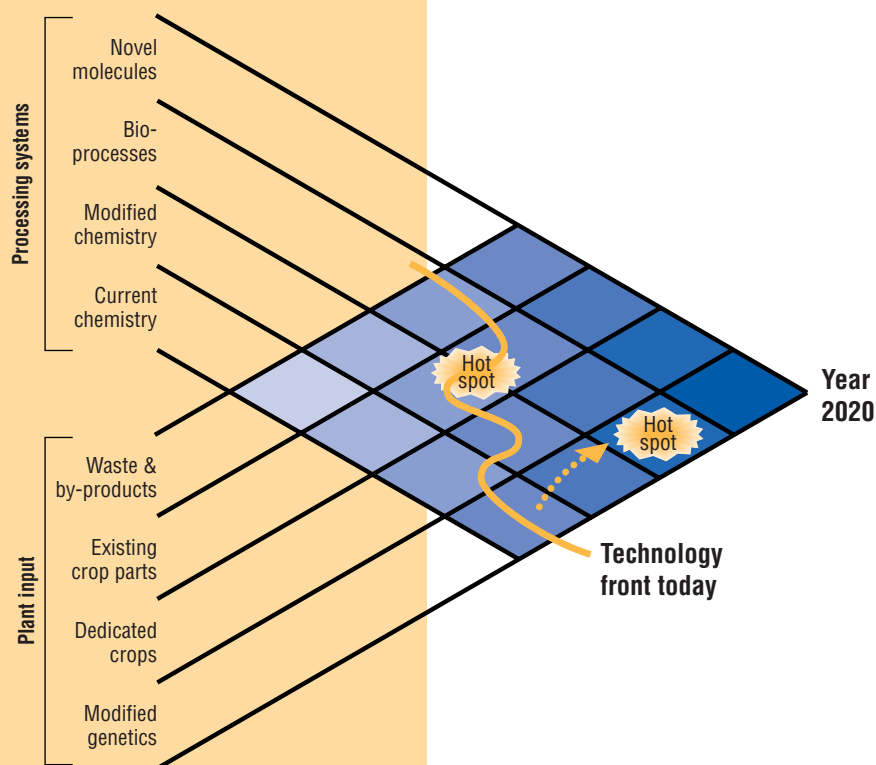 Processing systems
Novel
molecules
Bio-
processes
Modified
chemistry
Current
chemistry
Plant input
Waste &
by-products
Existing
crop parts
Dedicated
crops
Modified
genetics
Hot
spot
Hot
spot
Year
2020
Technology
front today